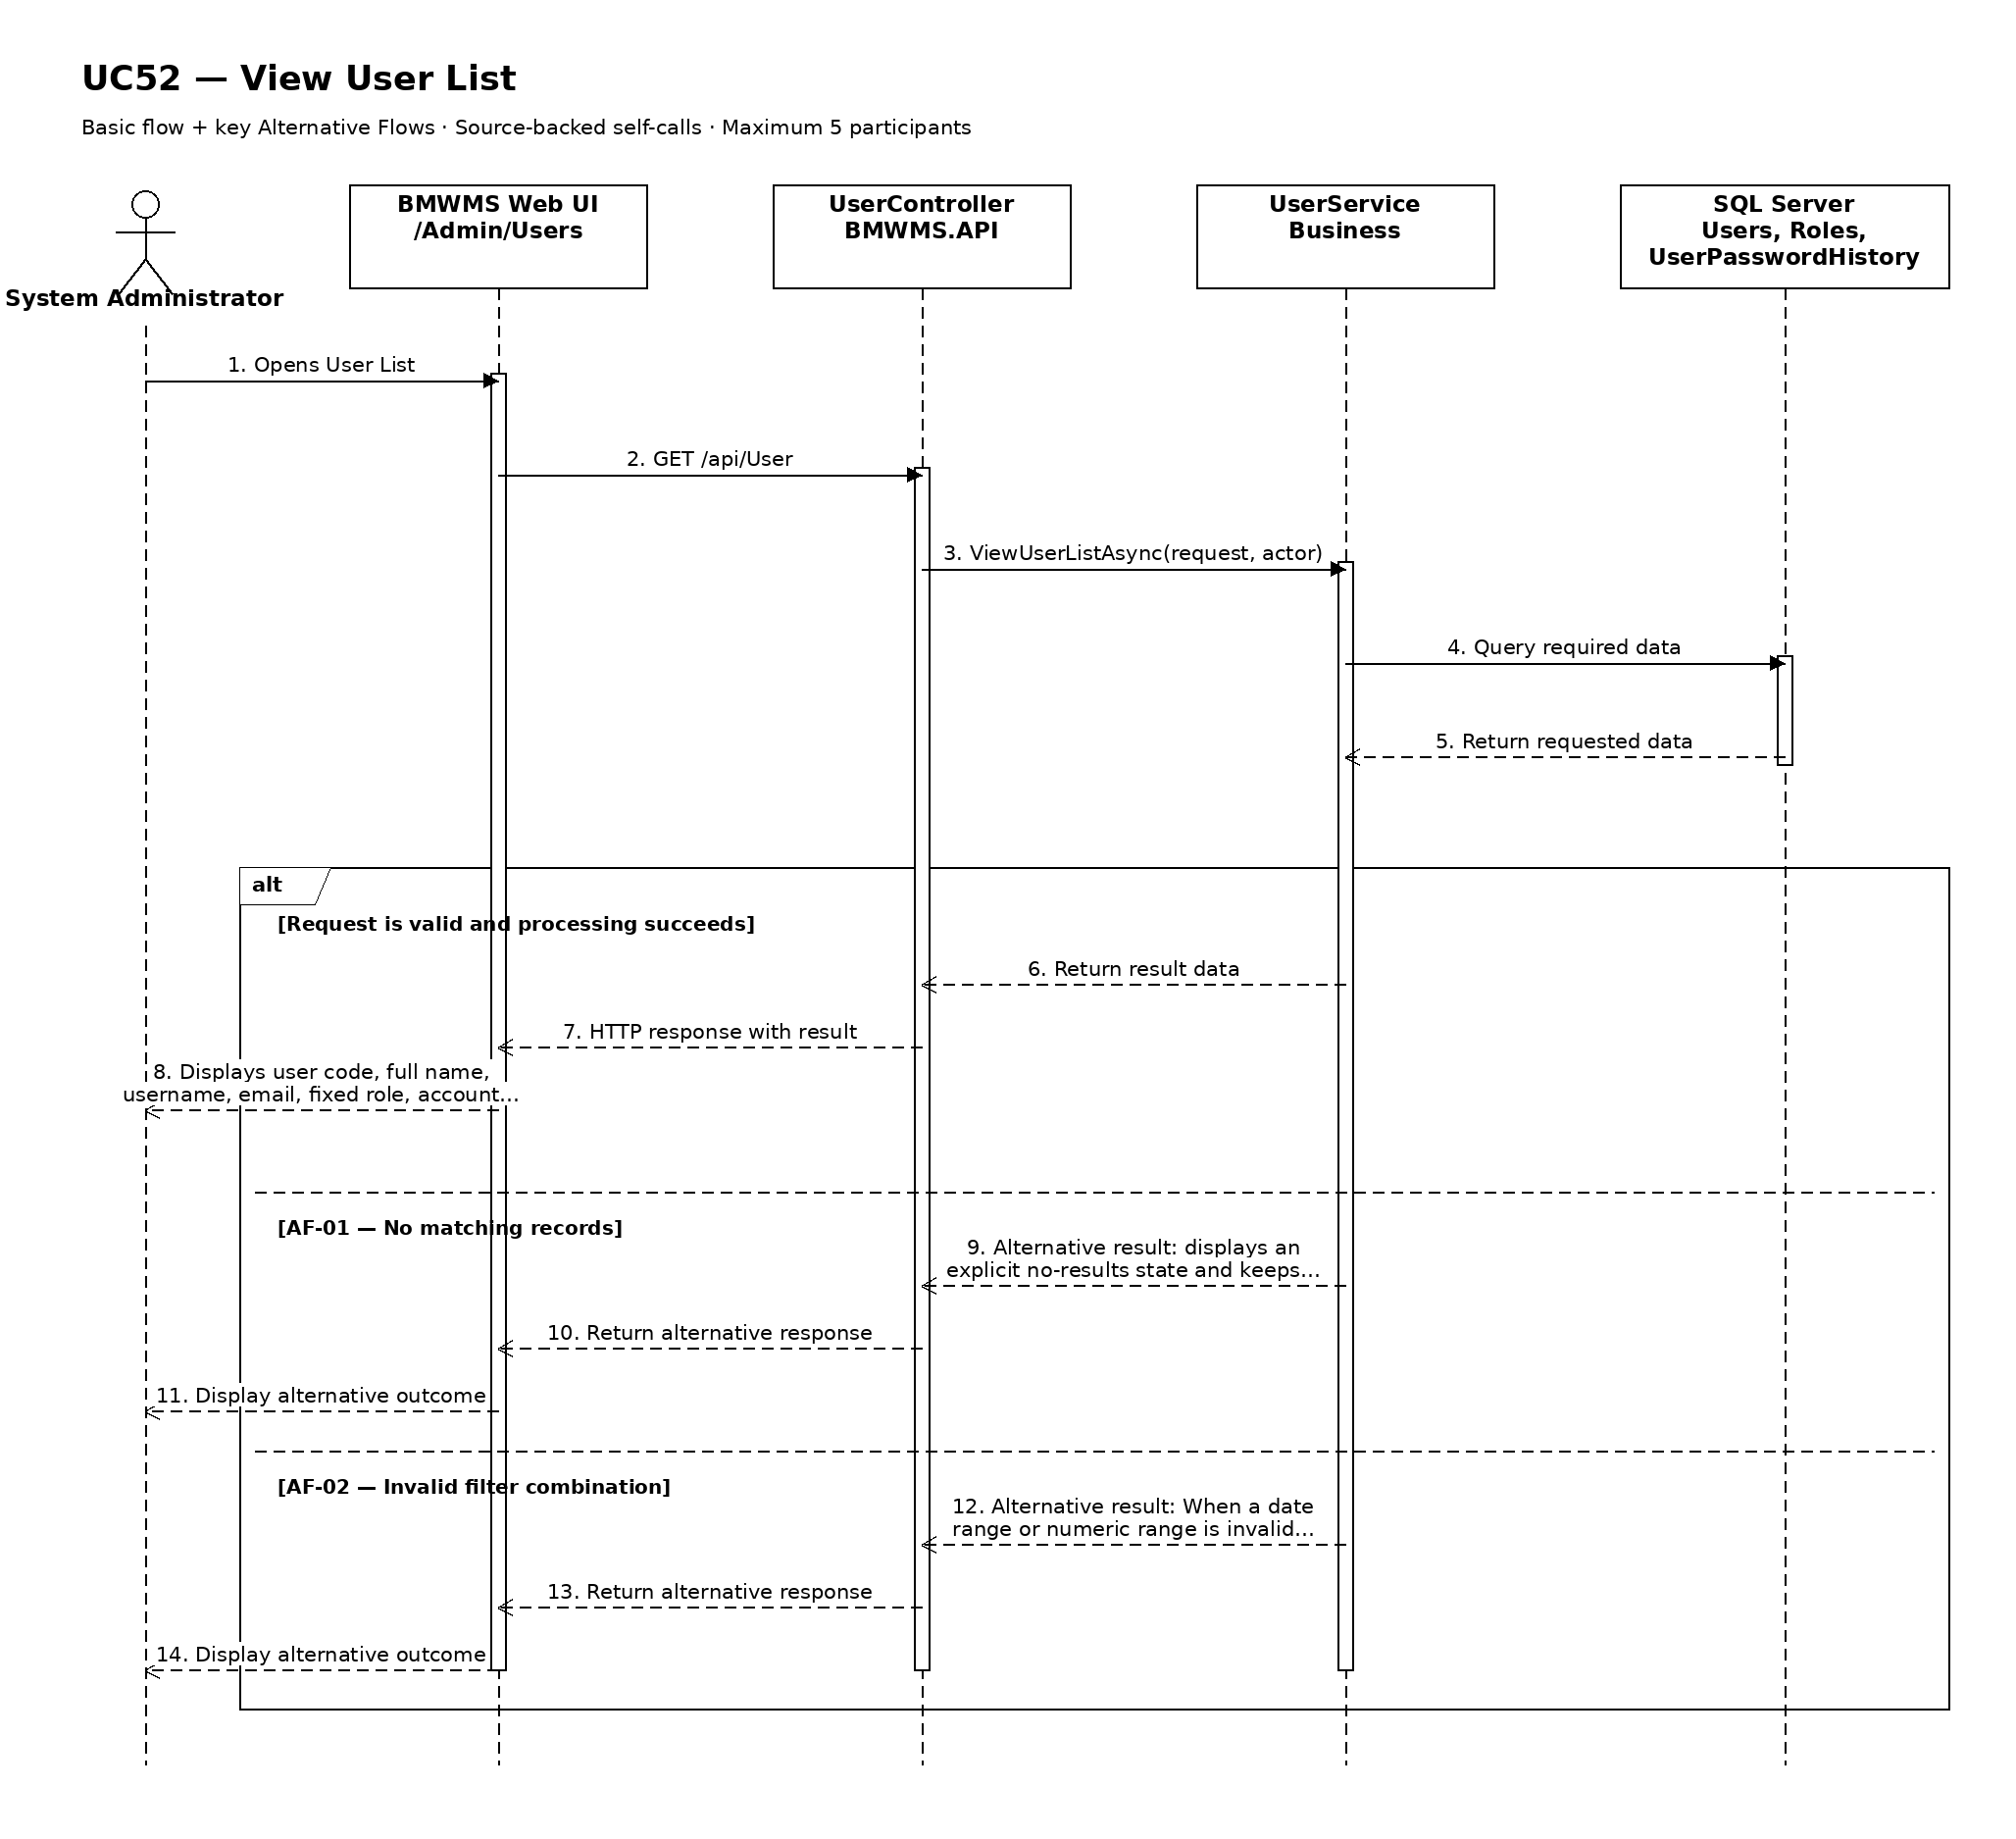 UC52 — View User List
Basic flow + key Alternative Flows · Source-backed self-calls · Maximum 5 participants
System Administrator
BMWMS Web UI
/Admin/Users
UserController
BMWMS.API
UserService
Business
SQL Server
Users, Roles,
UserPasswordHistory
1. Opens User List
2. GET /api/User
3. ViewUserListAsync(request, actor)
4. Query required data
5. Return requested data
alt
[Request is valid and processing succeeds]
6. Return result data
7. HTTP response with result
8. Displays user code, full name,
username, email, fixed role, account...
[AF-01 — No matching records]
9. Alternative result: displays an
explicit no-results state and keeps...
10. Return alternative response
11. Display alternative outcome
[AF-02 — Invalid filter combination]
12. Alternative result: When a date
range or numeric range is invalid...
13. Return alternative response
14. Display alternative outcome